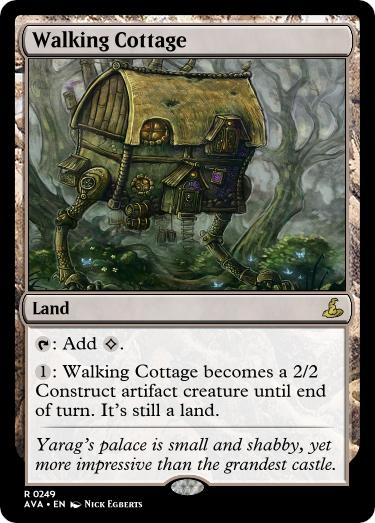 Walking Cottage
Land
: Add .
1: Walking Cottage becomes a 2/2
Construct artifact creature until end
of turn. It's still a land.
Yarag's palace is small and shabby, yet
more impressive than the grandest castle.
R 0249
AVA • EN Nick Egberts